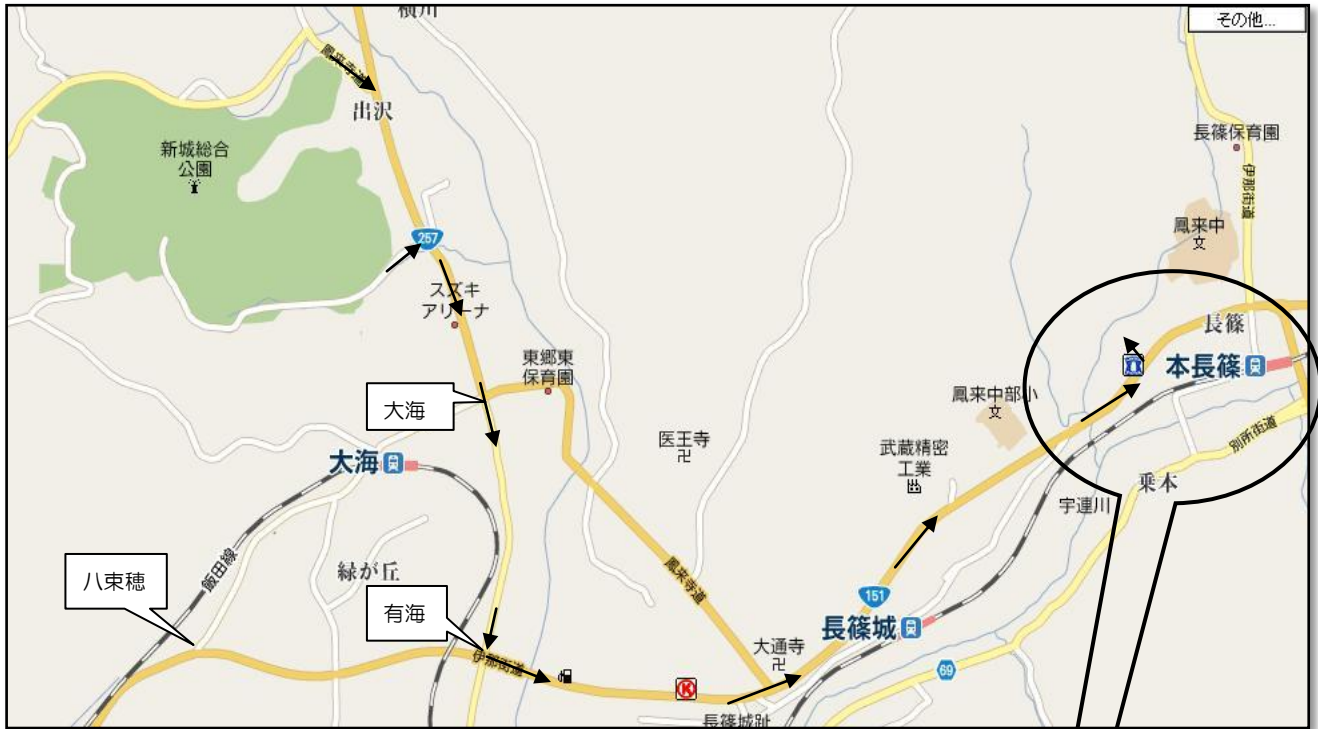 横川
その他...
鳳来寺道
出沢
新城総合
公園
長篠保育園
伊那街道
鳳来中
文
257
スズキ
アリーナ
長篠
本長篠
東郷東
保育園
大海
鳳来中部小
文
医王寺
武蔵精密
工業
別所街道
大海
乗本
宇連川
飯田線
緑が丘
八束穂
鳳来寺道
有海
151
長篠城
大通寺
伊那街道
69
K
長篠城趾